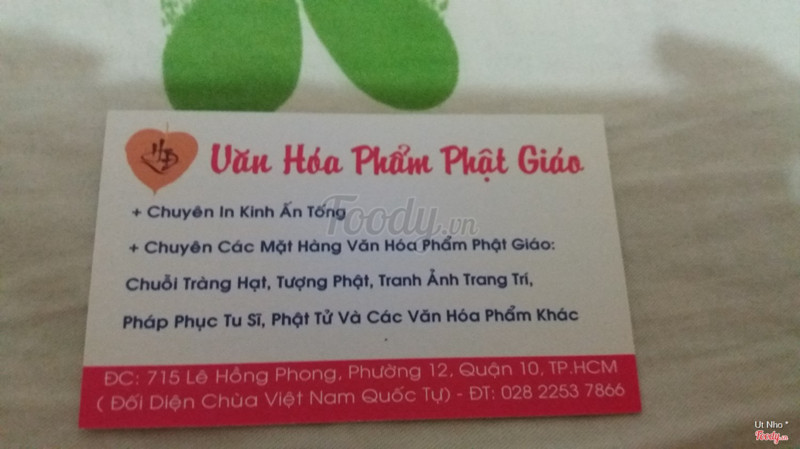 Văn Hóa Phẩm Phật Giáo
+ Chuyên In Kinh Ấn Tống
Foody.vn
+ Chuyên Các Mặt Hàng Văn Hóa Phẩm Phật Giáo:
Chuỗi Tràng Hạt, Tượng Phật, Tranh Ảnh Trang Trí,
Pháp Phục Tu Sĩ, Phật Tử Và Các Văn Hóa Phẩm Khác
ĐC: 715 Lê Hồng Phong, Phường 12, Quận 10, TP.HCM
( Đối Diện Chùa Việt Nam Quốc Tự) - ĐT: 028 2253 7866
Ut Nho *
Foody.vn